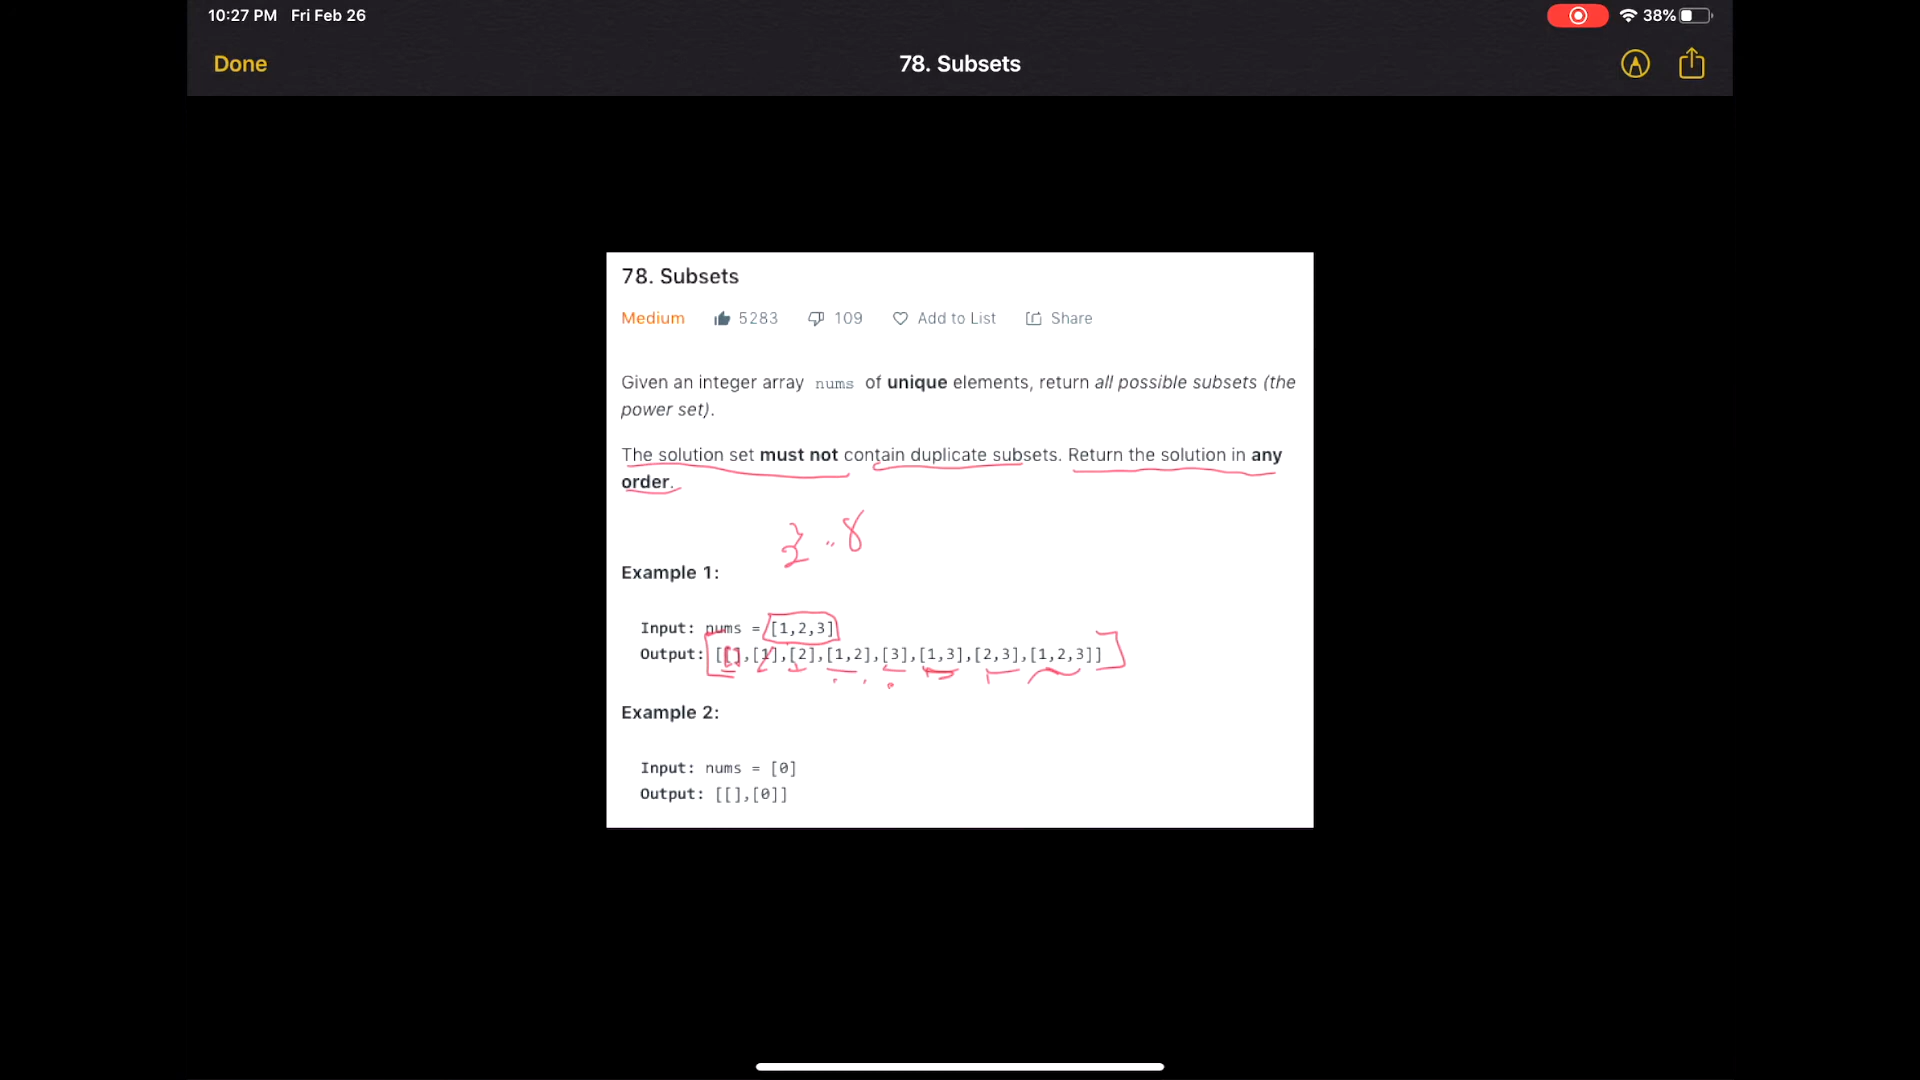 10:27 PM Fri Feb 26
38%
Done
78. Subsets
78. Subsets
Medium 5283 109 Add to List Share
Given an integer array nums of unique elements, return all possible subsets (the
power set).
The solution set must not contain duplicate subsets. Return the solution in any
order.
8
Example 1:
Input: nums = [1,2,3]
Output: [[],[1],[2],[1,2],[3],[1,3],[2,3],[1,2,3]]
Example 2:
Input: nums = [0]
Output: [[],[0]]